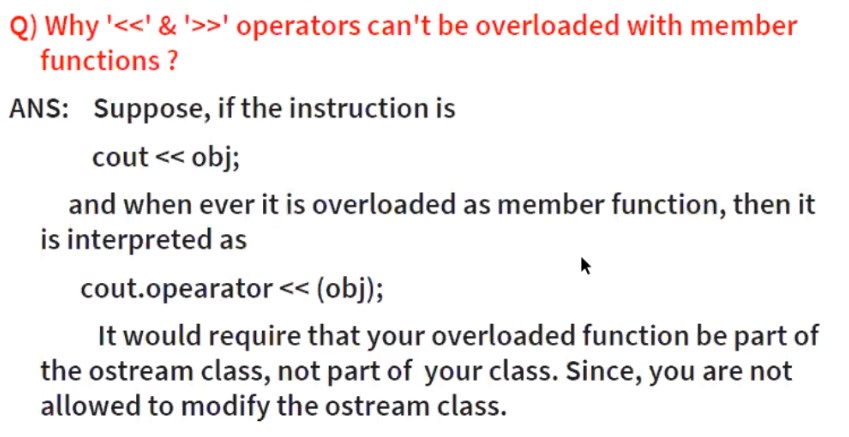 Q) Why '<<' & '>>' operators can't be overloaded with member
functions ?
ANS: Suppose, if the instruction is
cout << obj;
and when ever it is overloaded as member function, then it
is interpreted as
cout.opearator << (obj);
It would require that your overloaded function be part of
the ostream class, not part of your class. Since, you are not
allowed to modify the ostream class.